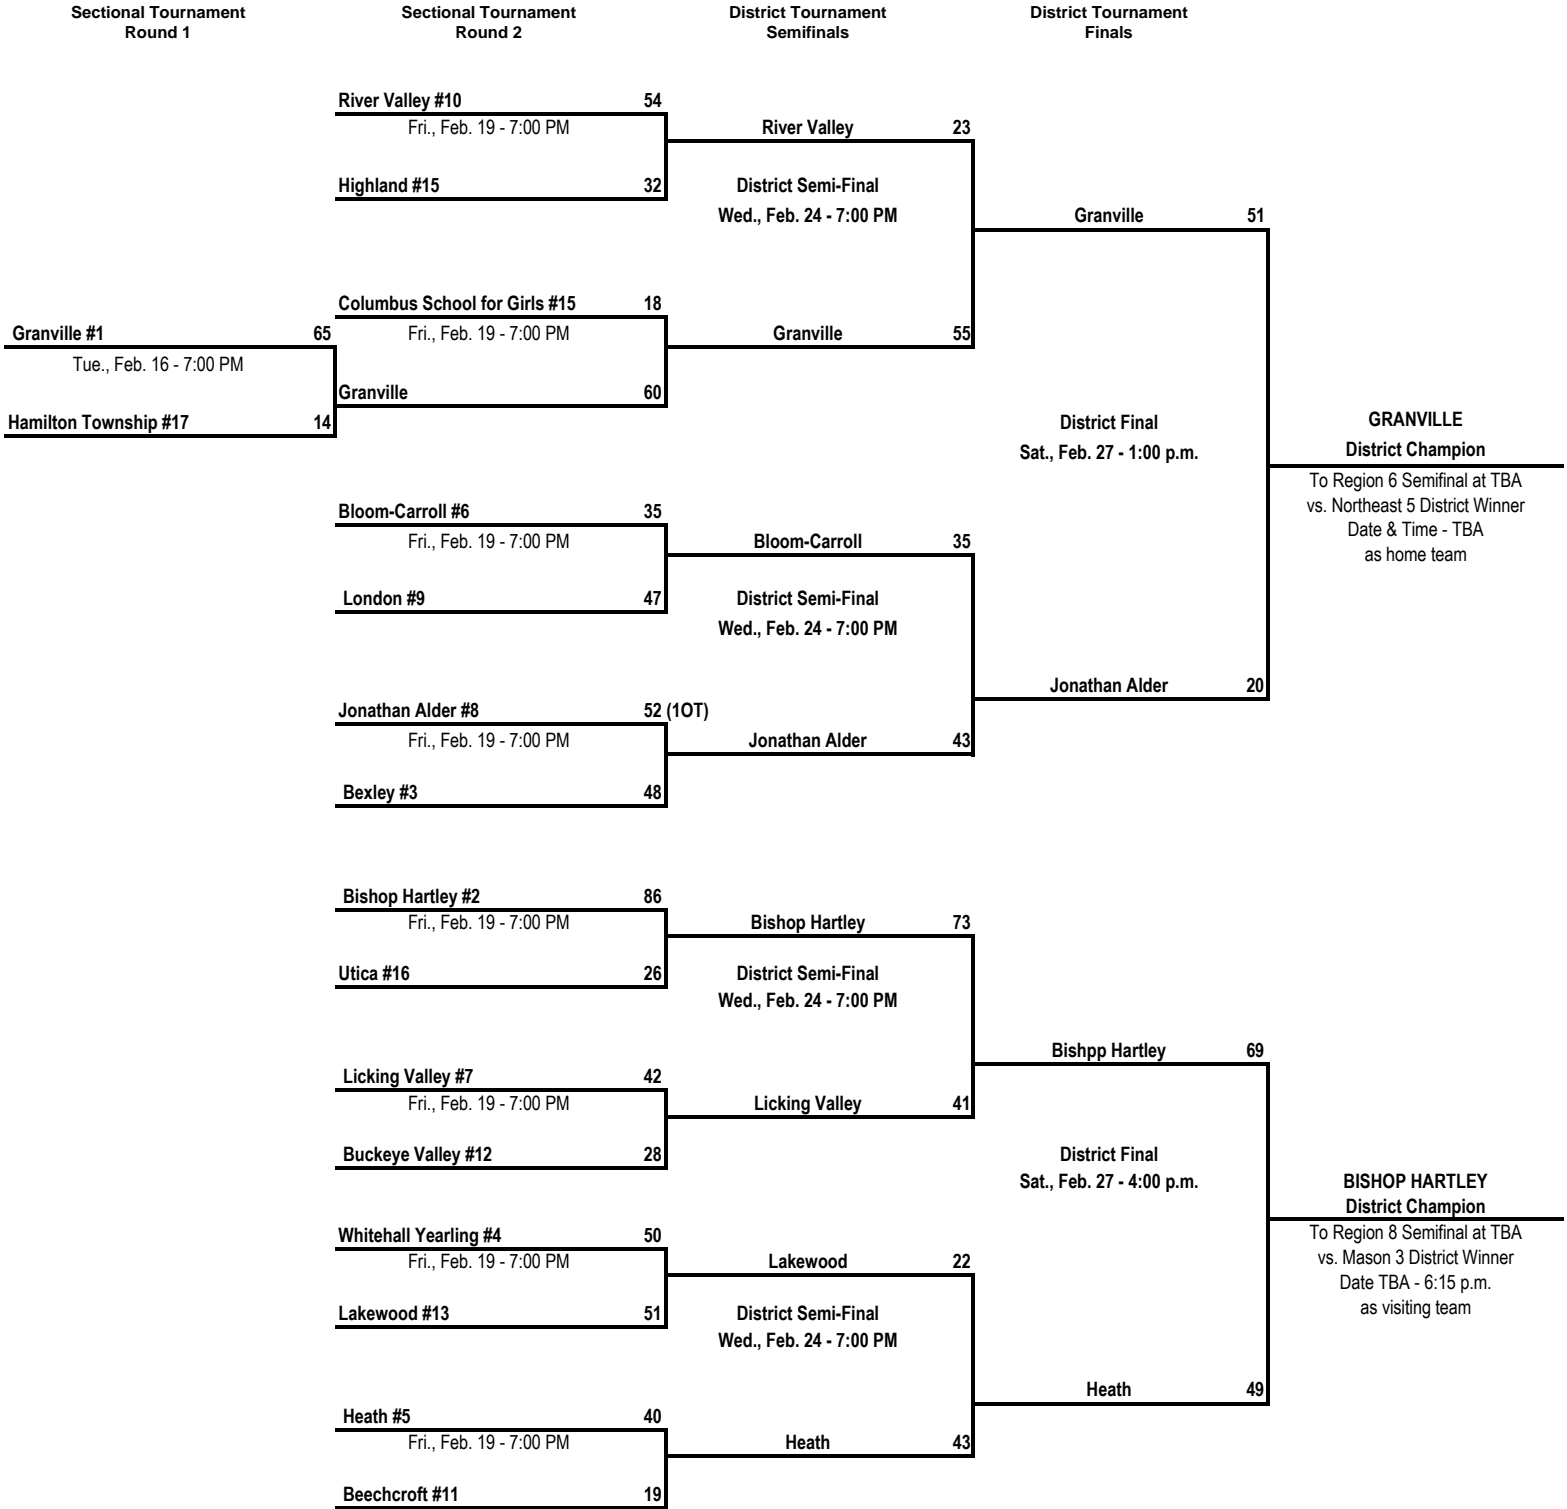 Sectional Tournament
Round 1
Sectional Tournament
Round 2
District Tournament
Semifinals
District Tournament
Finals
River Valley #10 54
Fri., Feb. 19 - 7:00 PM
River Valley 23
Highland #15 32
District Semi-Final
Wed., Feb. 24 - 7:00 PM
Granville 51
Columbus School for Girls #15 18
Granville #1 65
Fri., Feb. 19 - 7:00 PM
Granville 55
Tue., Feb. 16 - 7:00 PM
Granville 60
Hamilton Township #17 14
District Final
Sat., Feb. 27 - 1:00 p.m.
GRANVILLE
District Champion
To Region 6 Semifinal at TBA
vs. Northeast 5 District Winner
Date & Time - TBA
as home team
Bloom-Carroll #6 35
Fri., Feb. 19 - 7:00 PM
Bloom-Carroll 35
London #9 47
District Semi-Final
Wed., Feb. 24 - 7:00 PM
Jonathan Alder 20
Jonathan Alder #8 52 (1OT)
Fri., Feb. 19 - 7:00 PM
Jonathan Alder 43
Bexley #3 48
Bishop Hartley #2 86
Fri., Feb. 19 - 7:00 PM
Bishop Hartley 73
Utica #16 26
District Semi-Final
Wed., Feb. 24 - 7:00 PM
Bishpp Hartley 69
Licking Valley #7 42
Fri., Feb. 19 - 7:00 PM
Licking Valley 41
Buckeye Valley #12 28
District Final
Sat., Feb. 27 - 4:00 p.m.
BISHOP HARTLEY
District Champion
To Region 8 Semifinal at TBA
vs. Mason 3 District Winner
Date TBA - 6:15 p.m.
as visiting team
Whitehall Yearling #4 50
Fri., Feb. 19 - 7:00 PM
Lakewood 22
Lakewood #13 51
District Semi-Final
Wed., Feb. 24 - 7:00 PM
Heath 49
Heath #5 40
Fri., Feb. 19 - 7:00 PM
Heath 43
Beechcroft #11 19